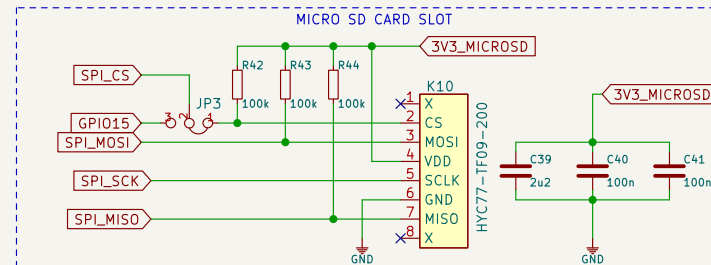 MICRO SD CARD SLOT
3V3_MICROSD
SPI_CS
R42
R43
R44
100k
100k
100k
JP3
3
2
1
GPIO15
SPI_MOSI
SPI_SCK
SPI_MISO
K10
1 X
2 CS
3 MOSI
4 VDD
5 SCLK
6 GND
7 MISO
8 X
HYC77-TF09-200
GND
3V3_MICROSD
C39
2u2
C40
100n
C41
100n
GND